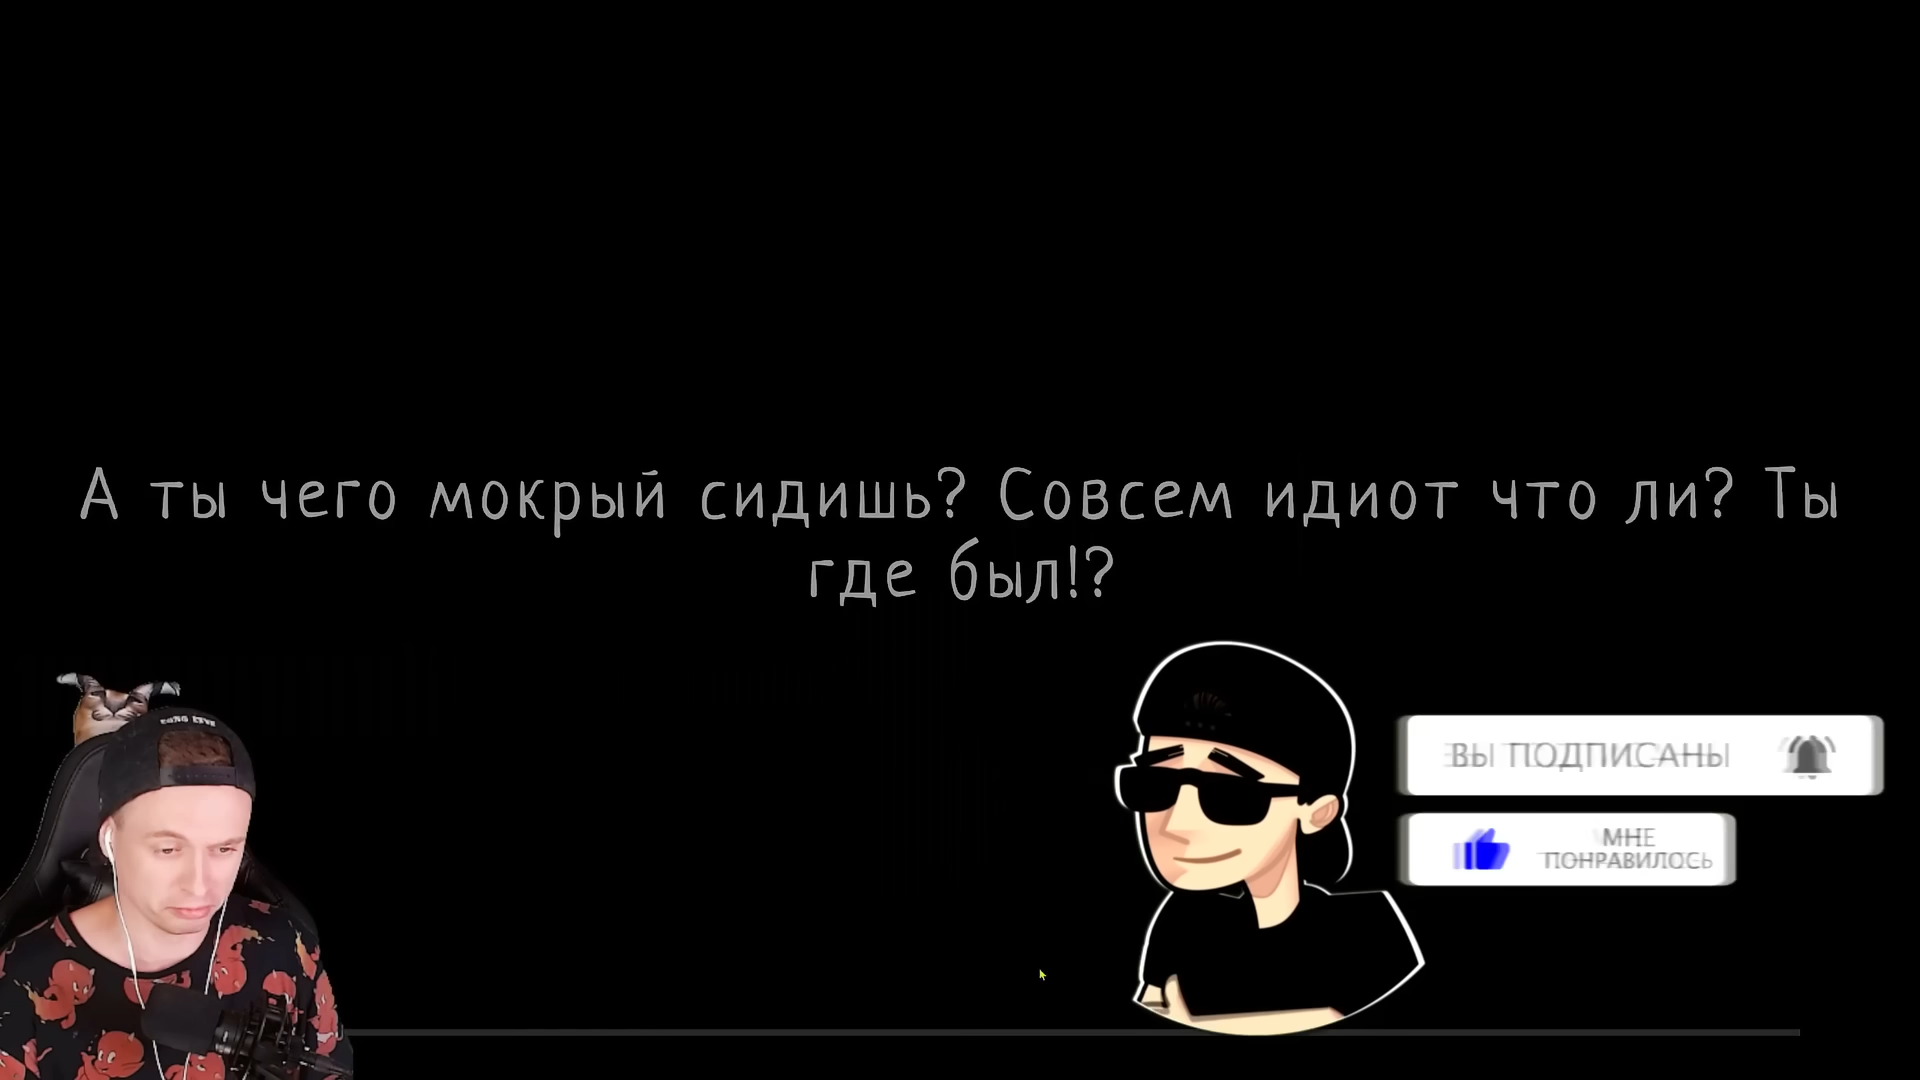 А ты чего мокрый сидишь? Совсем идиот что ли? Ты
где был!?
ВЫ ПОДПИСАНЫ
МНЕ
ПОНРАВИЛОСЬ